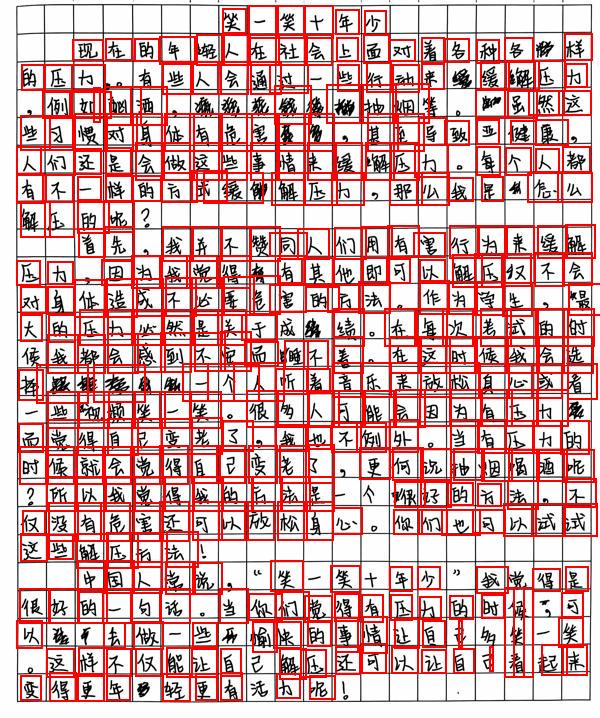 笑一笑十年少
现在的年轻人在社会上面对着各种各样
的压力。有些人会通过一些行动来缓解压力
，例如喝酒，抽烟等。虽然这
些习惯对身体有危害，甚至导致亚健康，
人们还是会做这些事情来缓解压力。每个人都
有不一样的方式缓解压力，那么我是怎么
解压的呢？
首先，我并不赞同人们用有害行为来缓解
压力，因为我觉得有其他即可以解压仅不会
对身体造成不必要危害的方法。作为学生，最
大的压力必然是关于成绩。在每次考试的时
候我都会感到不安而睡不着。在这时候我会选
择一个人听着音乐来放松身心或看
一些视频笑一笑。很多人可能会因为有压力
而觉得自己变老了，我也不例外。当有压力的
时候就会觉得自己变老了，更何况抽烟喝酒呢
？所以我觉得我的方法是一个很好的方法。不
仅没有危害还可以放松身心。你们也可以试试
这些解压方法！
中国人常说，“笑一笑十年少”我觉得是
很好的一句话。当你们觉得有压力的时候，可
以去做一些愉快的事情让自己多笑一笑
。这样不仅能让自己解压还可以让自己看起来
变得更年轻更有活力呢！